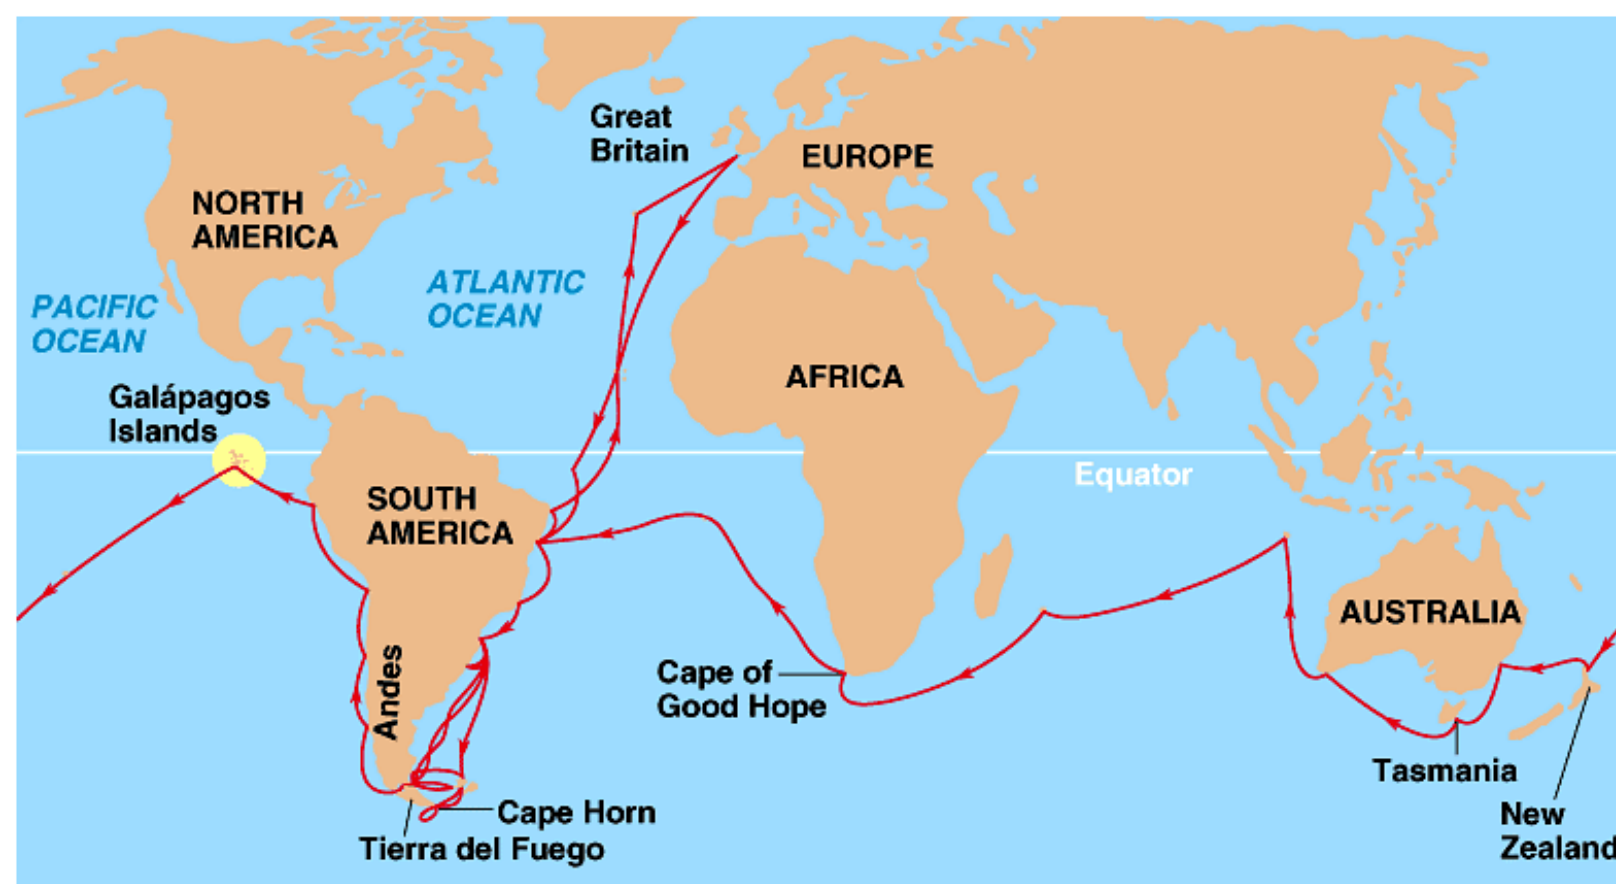 Great
Britain
EUROPE
NORTH
AMERICA
ATLANTIC
OCEAN
PACIFIC
OCEAN
AFRICA
Galápagos
Islands
Equator
SOUTH
AMERICA
AUSTRALIA
Andes
Cape of
Good Hope
Tasmania
Cape Horn
New
Zealand
Tierra del Fuego